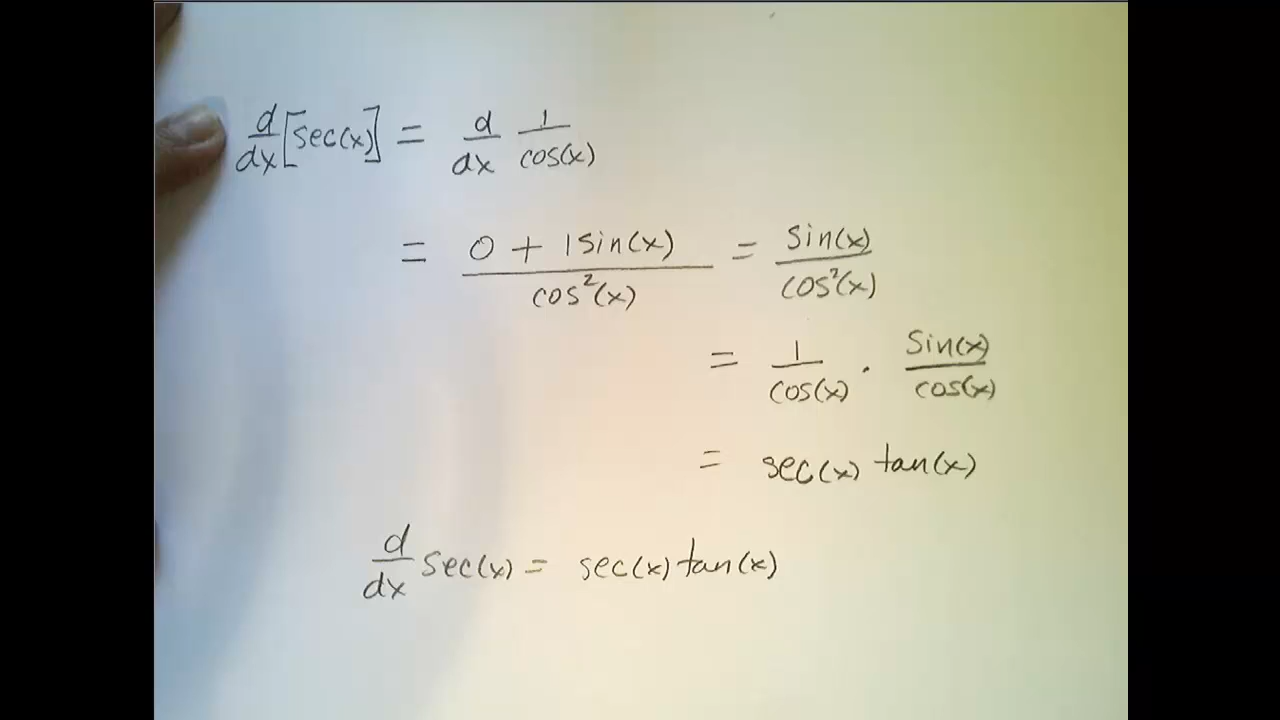 d/dx [sec(x)] = d/dx 1/cos(x)
= 0 + 1sin(x)/cos²(x) = sin(x)/cos²(x)
= 1/cos(x) · sin(x)/cos(x)
= sec(x) tan(x)
d/dx sec(x) = sec(x) tan(x)